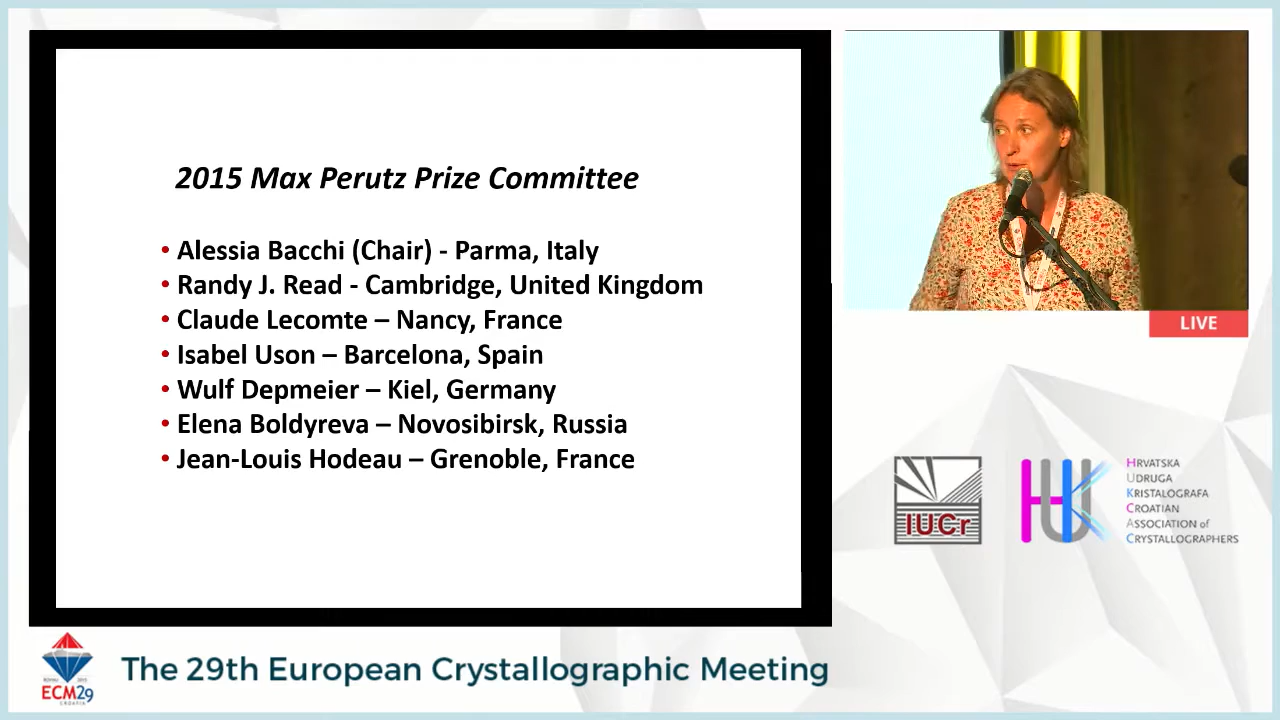 2015 Max Perutz Prize Committee
• Alessia Bacchi (Chair) - Parma, Italy
• Randy J. Read - Cambridge, United Kingdom
• Claude Lecomte – Nancy, France
• Isabel Uson – Barcelona, Spain
• Wulf Depmeier – Kiel, Germany
• Elena Boldyreva – Novosibirsk, Russia
• Jean-Louis Hodeau – Grenoble, France
LIVE
IUCr
HUK
HRVATSKA
UDRUGA
KRISTALOGRAFA
CROATIAN
ASSOCIATION of
CRYSTALLOGRAPHERS
ECM29
CROATIA
The 29th European Crystallographic Meeting